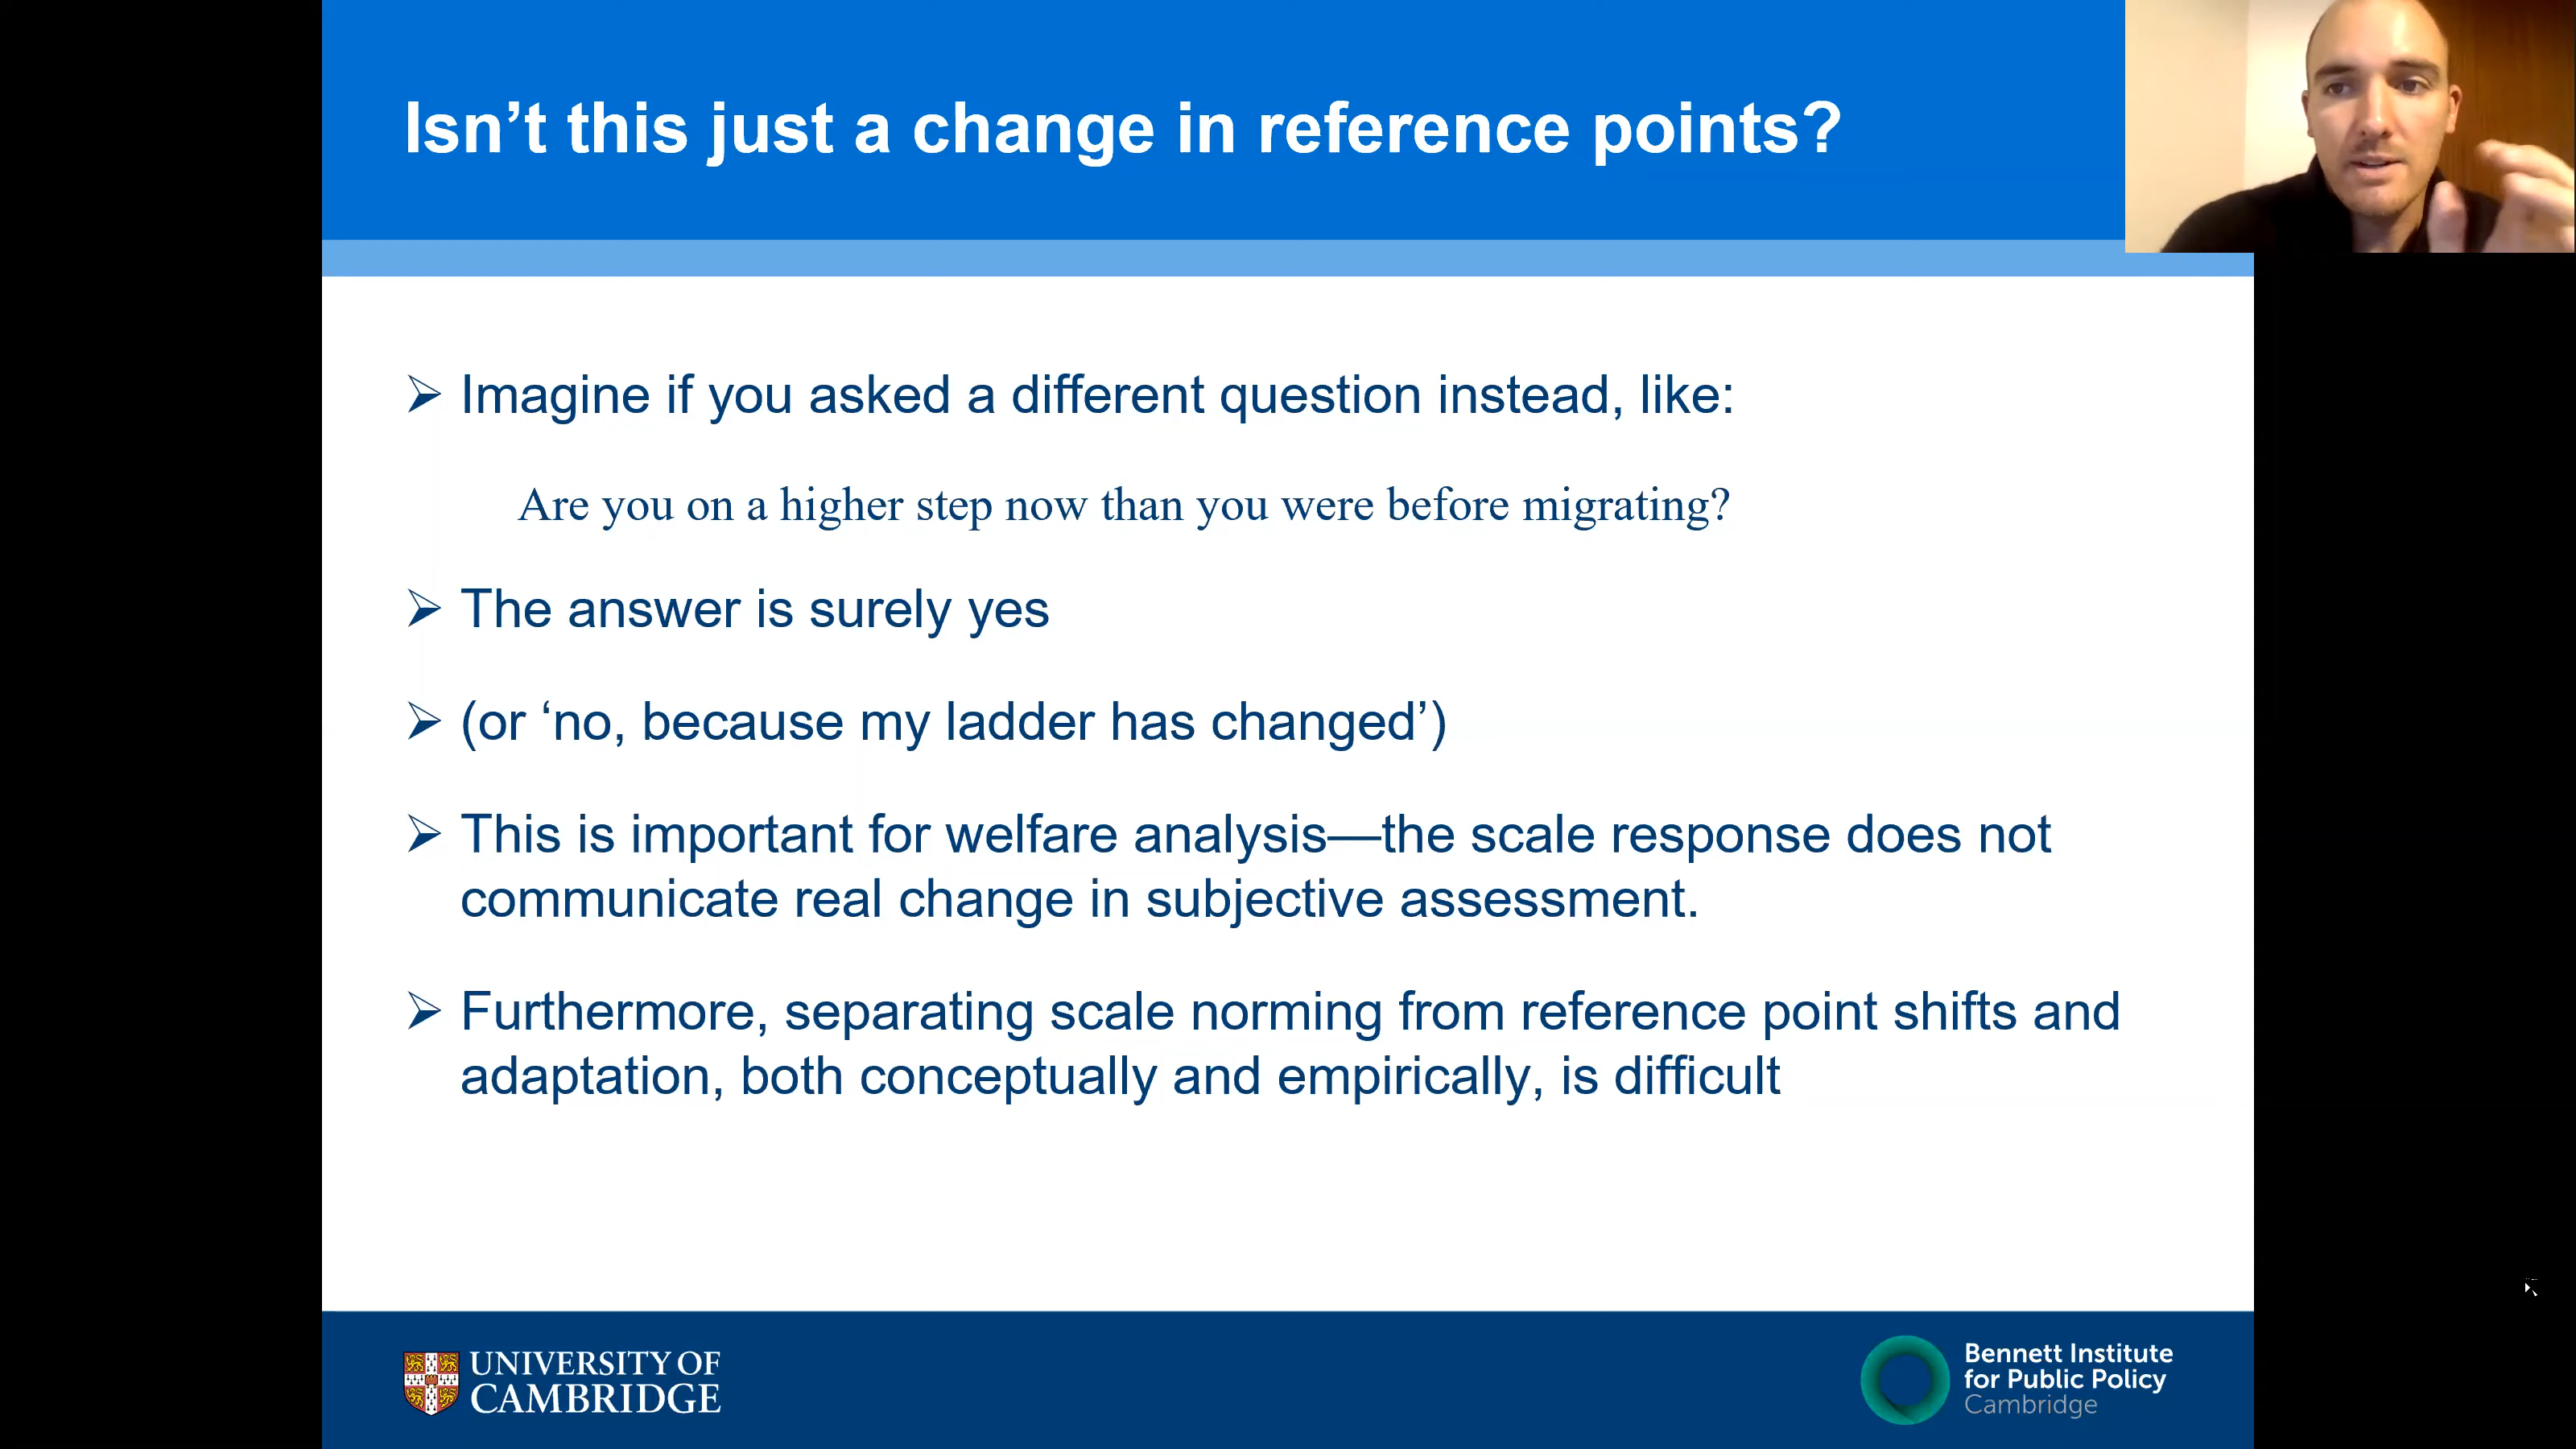 Isn’t this just a change in reference points?
➢ Imagine if you asked a different question instead, like:
Are you on a higher step now than you were before migrating?
➢ The answer is surely yes
➢ (or ‘no, because my ladder has changed’)
➢ This is important for welfare analysis—the scale response does not
communicate real change in subjective assessment.
➢ Furthermore, separating scale norming from reference point shifts and
adaptation, both conceptually and empirically, is difficult
UNIVERSITY OF
CAMBRIDGE
Bennett Institute
for Public Policy
Cambridge